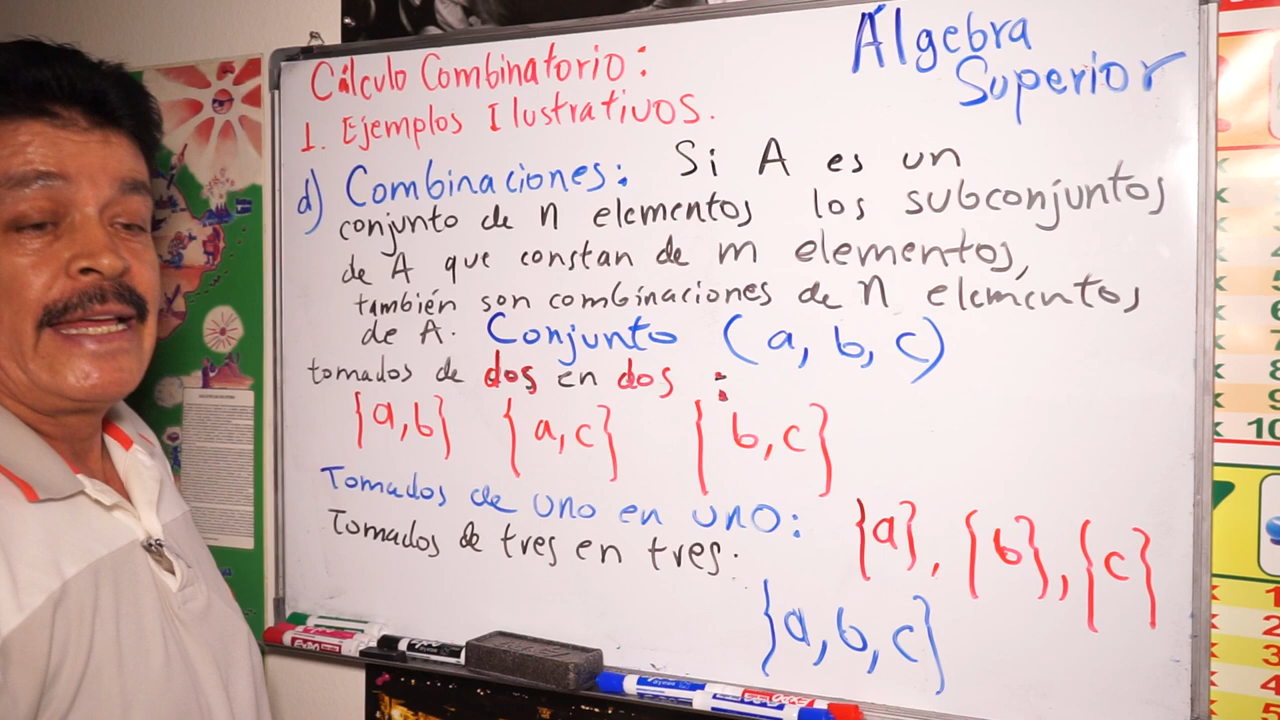 Álgebra
Superior
Cálculo Combinatorio:
1. Ejemplos Ilustrativos.
d) Combinaciones: Si A es un
conjunto de n elementos los subconjuntos
de A que constan de m elementos,
también son combinaciones de n elementos
de A. Conjunto (a, b, c)
tomados de dos en dos :
{a,b} {a,c} {b,c}
Tomados de uno en uno: {a}, {b}, {c}
Tomados de tres en tres.
{a, b, c}